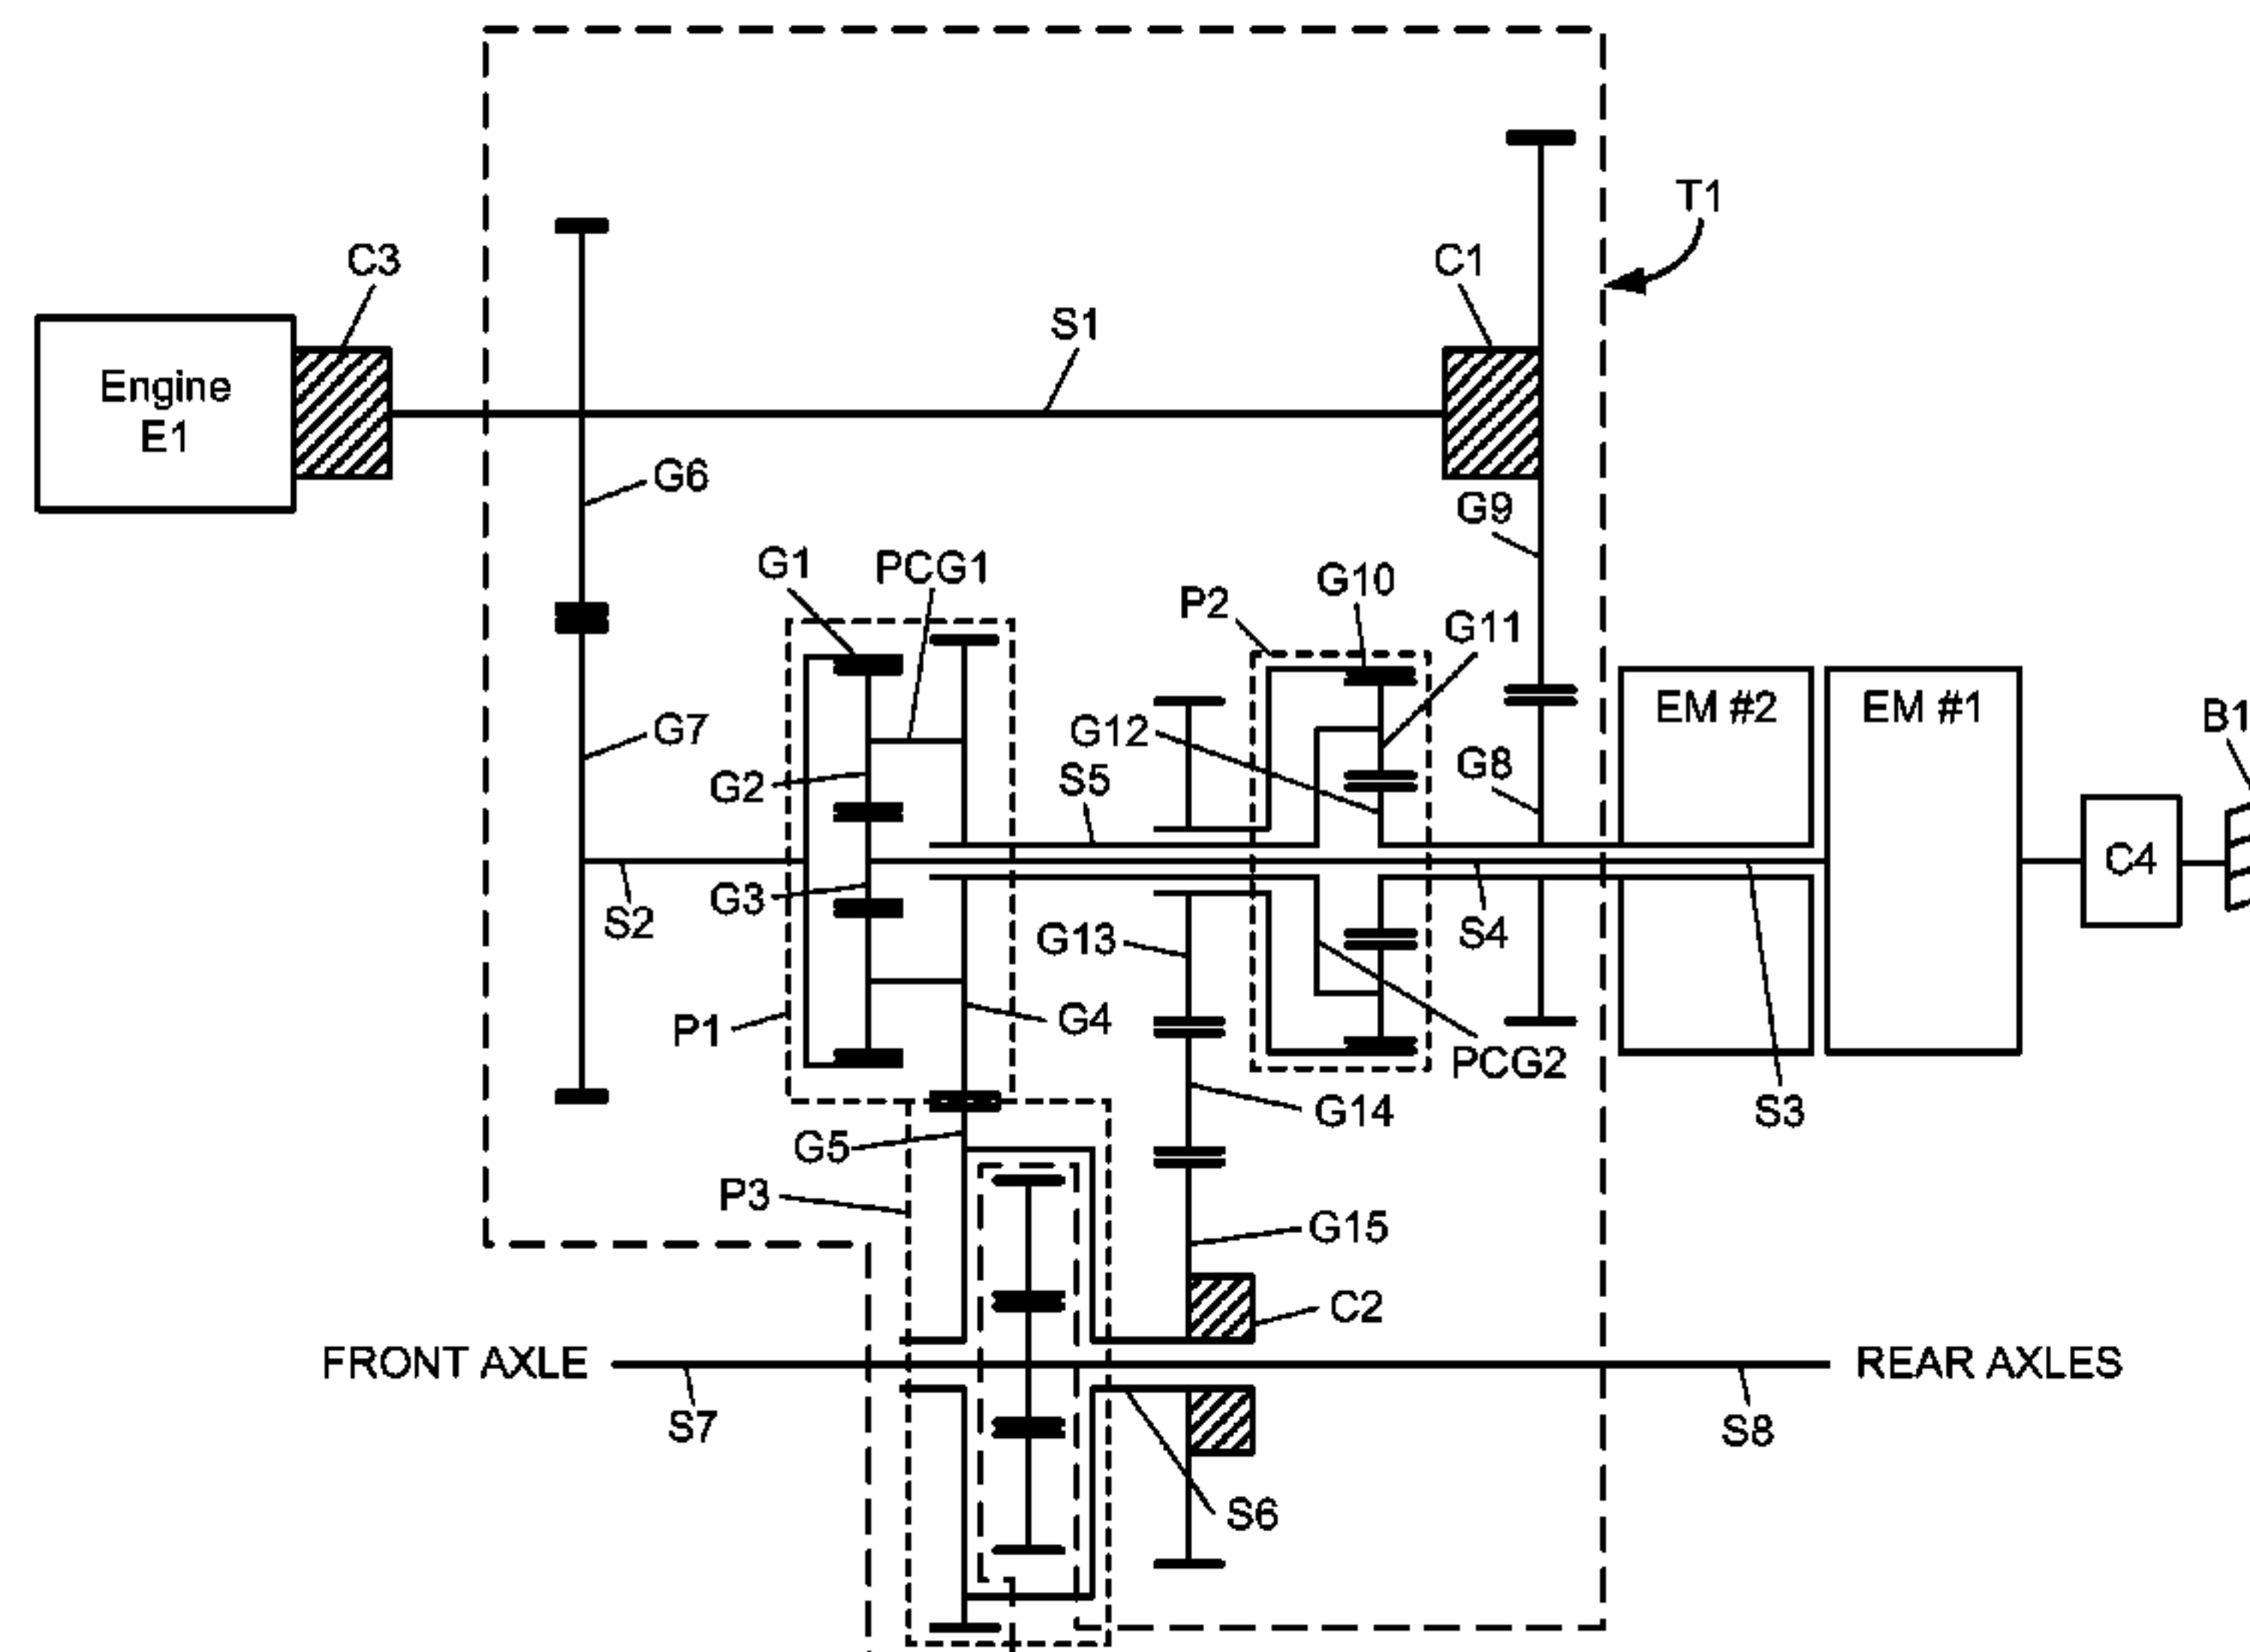 T1
C3
C1
S1
Engine
E1
G6
G9
G1
PCG1
G10
P2
G11
G7
G12
EM #2
EM #1
B1
G2
S5
G8
C4
G3
S2
G13
S4
P1
G4
PCG2
G14
S3
G5
P3
G15
C2
FRONT AXLE
REAR AXLES
S7
S8
S6